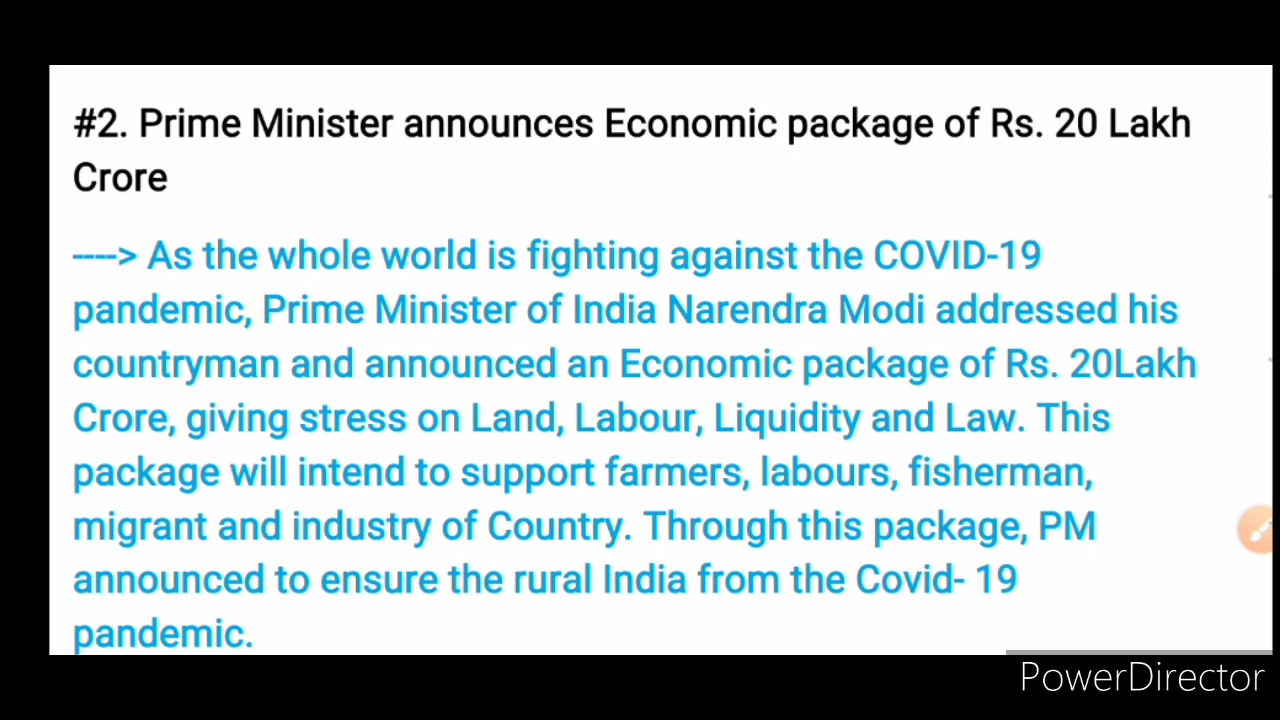 #2. Prime Minister announces Economic package of Rs. 20 Lakh
Crore
----> As the whole world is fighting against the COVID-19
pandemic, Prime Minister of India Narendra Modi addressed his
countryman and announced an Economic package of Rs. 20Lakh
Crore, giving stress on Land, Labour, Liquidity and Law. This
package will intend to support farmers, labours, fisherman,
migrant and industry of Country. Through this package, PM
announced to ensure the rural India from the Covid- 19
pandemic.
PowerDirector